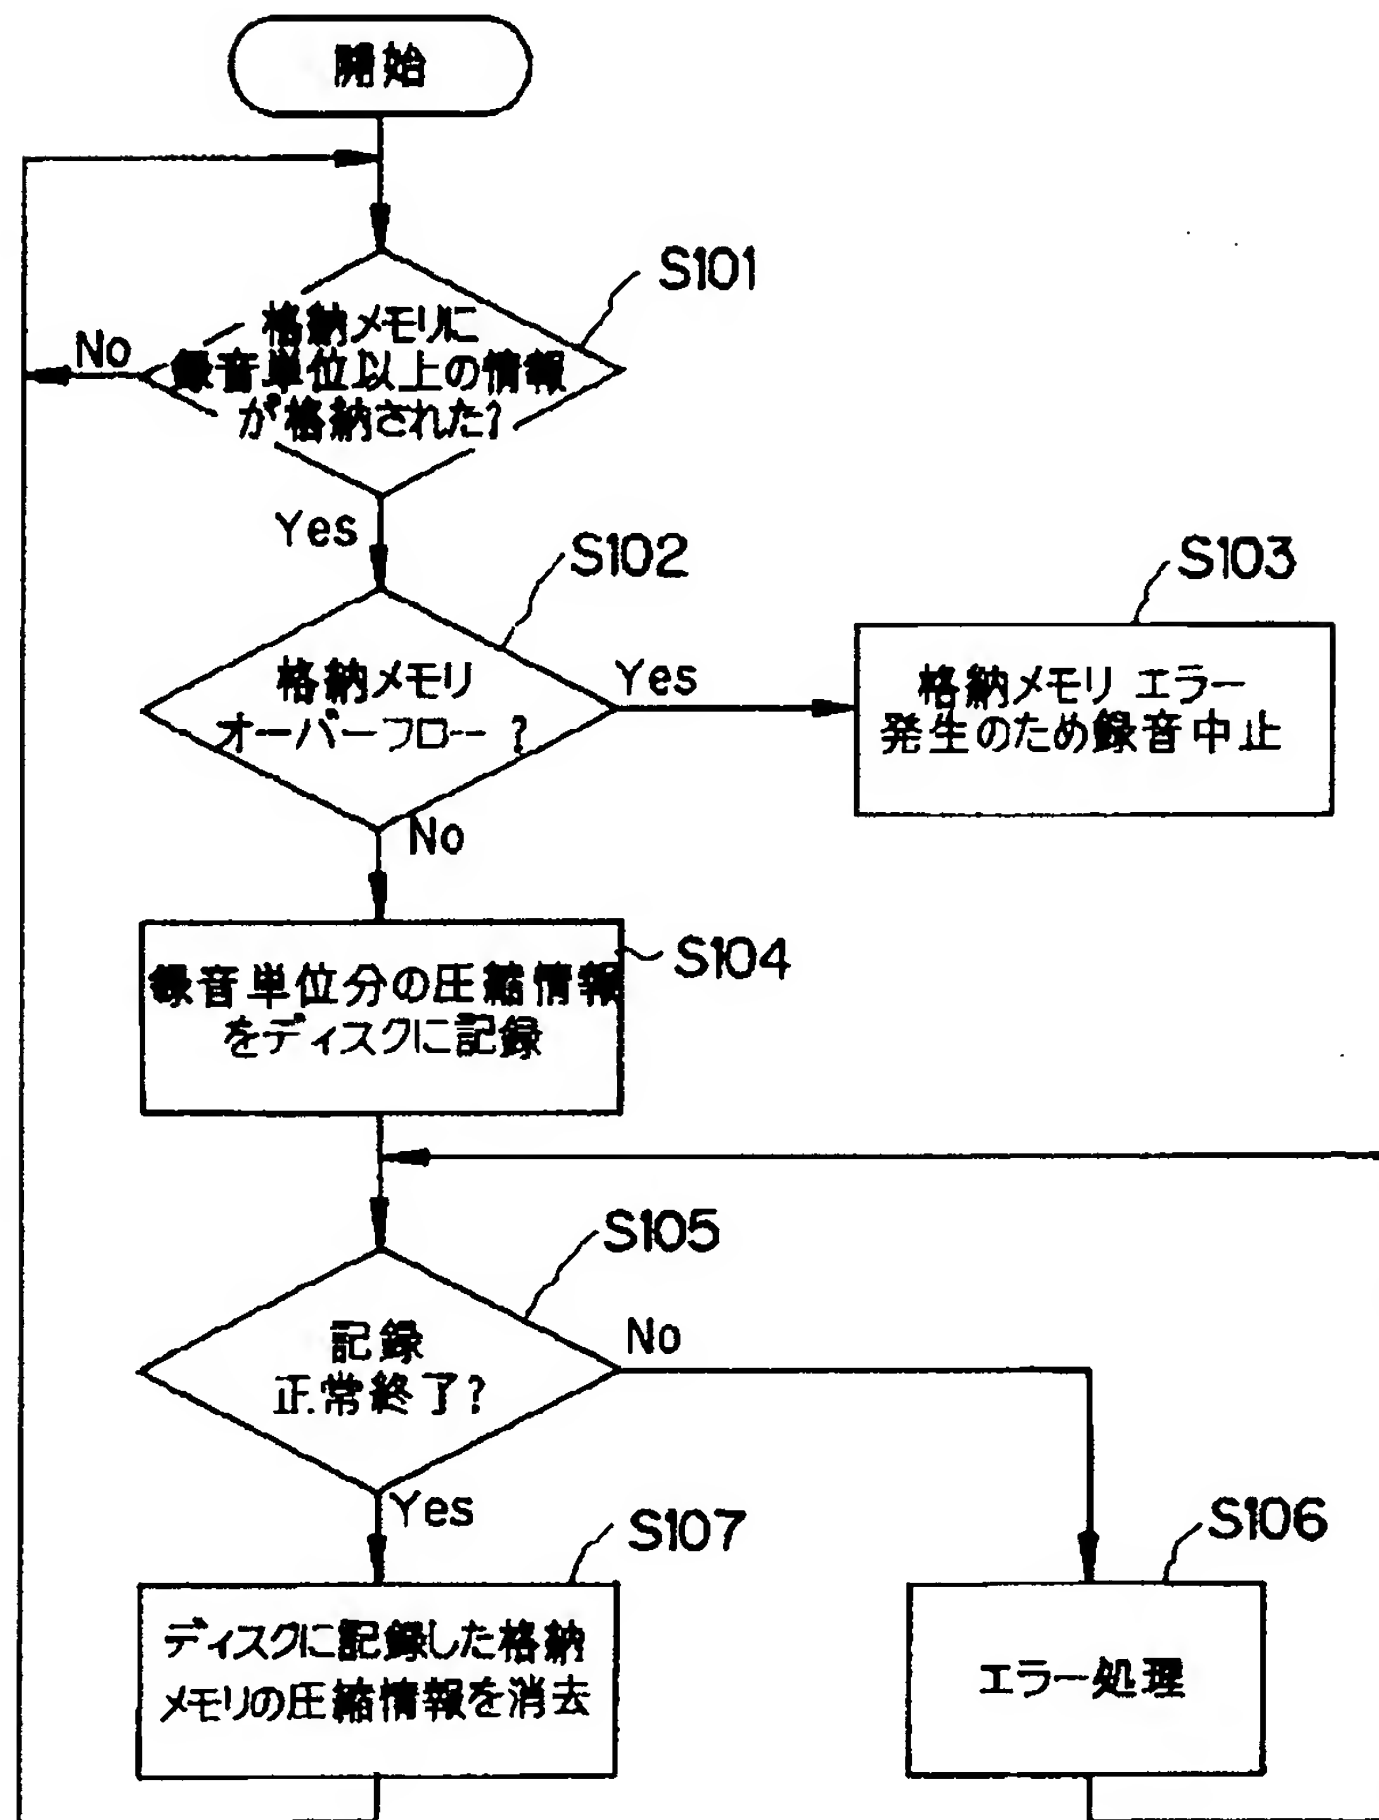 開始
S101
格納メモリに
録音単位以上の情報
が格納された?
No
Yes
S102
格納メモリ
オーバーフロー ?
Yes
No
S103
格納メモリ エラー
発生のため録音中止
S104
録音単位分の圧縮情報
をディスクに記録
S105
記録
正常終了?
No
Yes
S107
ディスクに記録した格納
メモリの圧縮情報を消去
S106
エラー処理